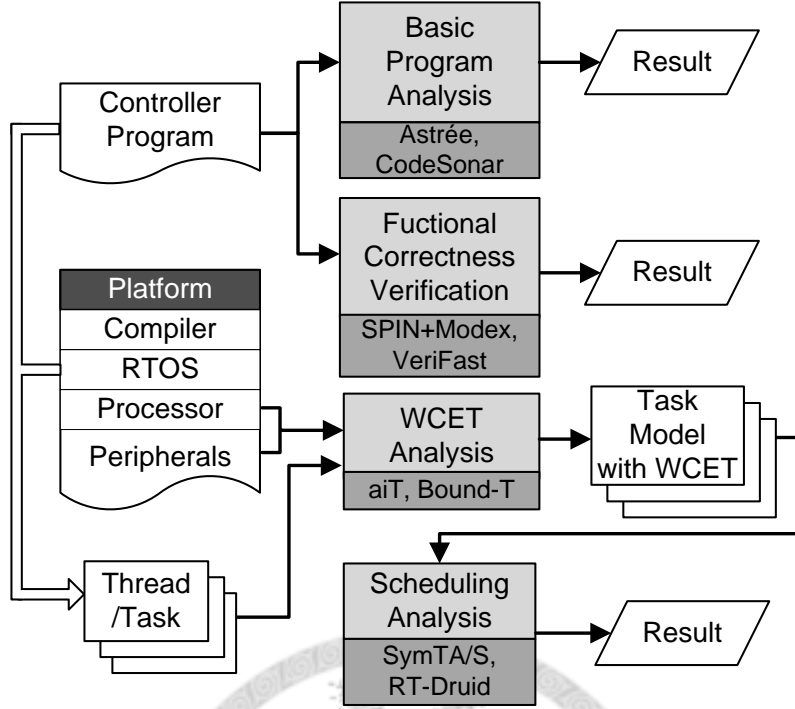 Controller
Program
Basic
Program
Analysis
Astrée,
CodeSonar
Result
Fuctional
Correctness
Verification
SPIN+Modex,
VeriFast
Result
Platform
Compiler
RTOS
Processor
Peripherals
WCET
Analysis
aiT, Bound-T
Task
Model
with WCET
Thread
/Task
Scheduling
Analysis
SymTA/S,
RT-Druid
Result